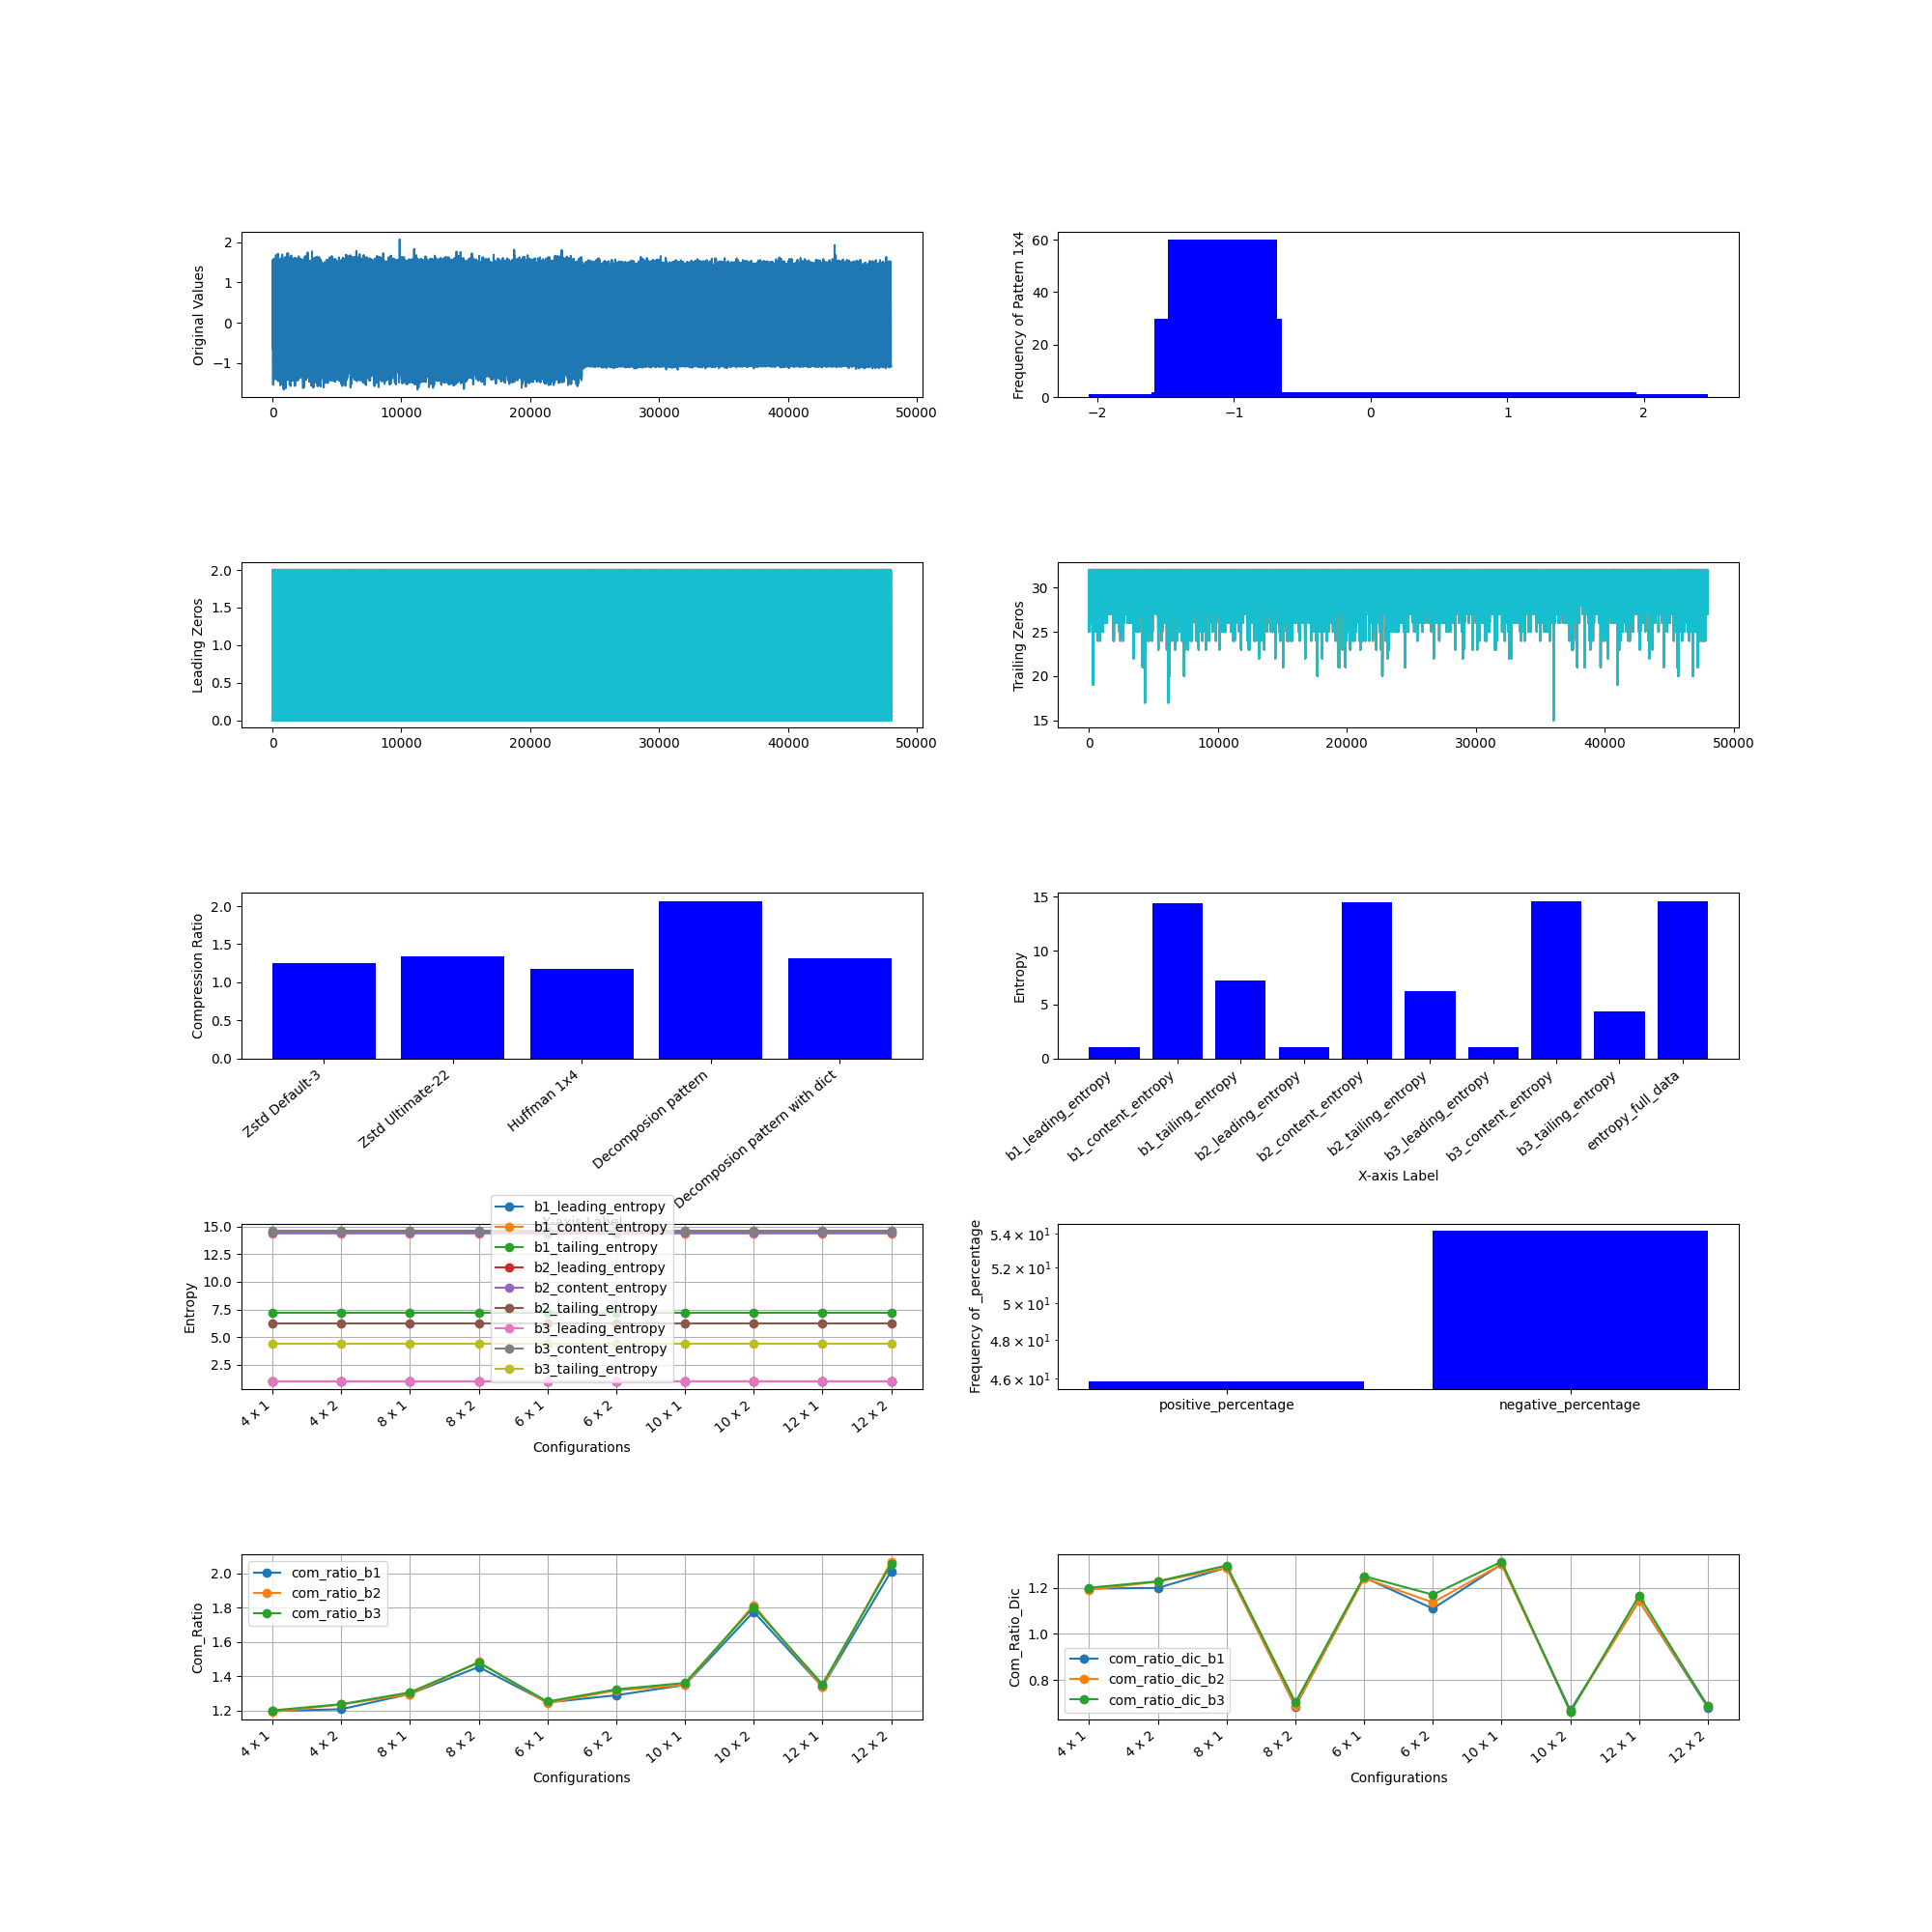 Original Values
2
1
0
−1
0 10000 20000 30000 40000 50000
Frequency of Pattern 1x4
60
40
20
0
−2 −1 0 1 2
Leading Zeros
2.0
1.5
1.0
0.5
0.0
0 10000 20000 30000 40000 50000
Trailing Zeros
30
25
20
15
0 10000 20000 30000 40000 50000
Compression Ratio
2.0
1.5
1.0
0.5
0.0
Zstd Default-3
Zstd Ultimate-22
Huffman 1x4
Decomposion pattern
Decomposion pattern with dict
Entropy
15
10
5
0
b1_leading_entropy
b1_content_entropy
b1_tailing_entropy
b2_leading_entropy
b2_content_entropy
b2_tailing_entropy
b3_leading_entropy
b3_content_entropy
b3_tailing_entropy
entropy_full_data
X-axis Label
X-axis Label
Entropy
15.0
12.5
10.0
7.5
5.0
2.5
b1_leading_entropy
b1_content_entropy
b1_tailing_entropy
b2_leading_entropy
b2_content_entropy
b2_tailing_entropy
b3_leading_entropy
b3_content_entropy
b3_tailing_entropy
4 x 1
4 x 2
8 x 1
8 x 2
6 x 1
6 x 2
10 x 1
10 x 2
12 x 1
12 x 2
Configurations
Frequency of _percentage
5.4 × 10¹
5.2 × 10¹
5 × 10¹
4.8 × 10¹
4.6 × 10¹
positive_percentage negative_percentage
Com_Ratio
2.0
1.8
1.6
1.4
1.2
com_ratio_b1
com_ratio_b2
com_ratio_b3
4 x 1
4 x 2
8 x 1
8 x 2
6 x 1
6 x 2
10 x 1
10 x 2
12 x 1
12 x 2
Configurations
Com_Ratio_Dic
1.2
1.0
0.8
com_ratio_dic_b1
com_ratio_dic_b2
com_ratio_dic_b3
4 x 1
4 x 2
8 x 1
8 x 2
6 x 1
6 x 2
10 x 1
10 x 2
12 x 1
12 x 2
Configurations